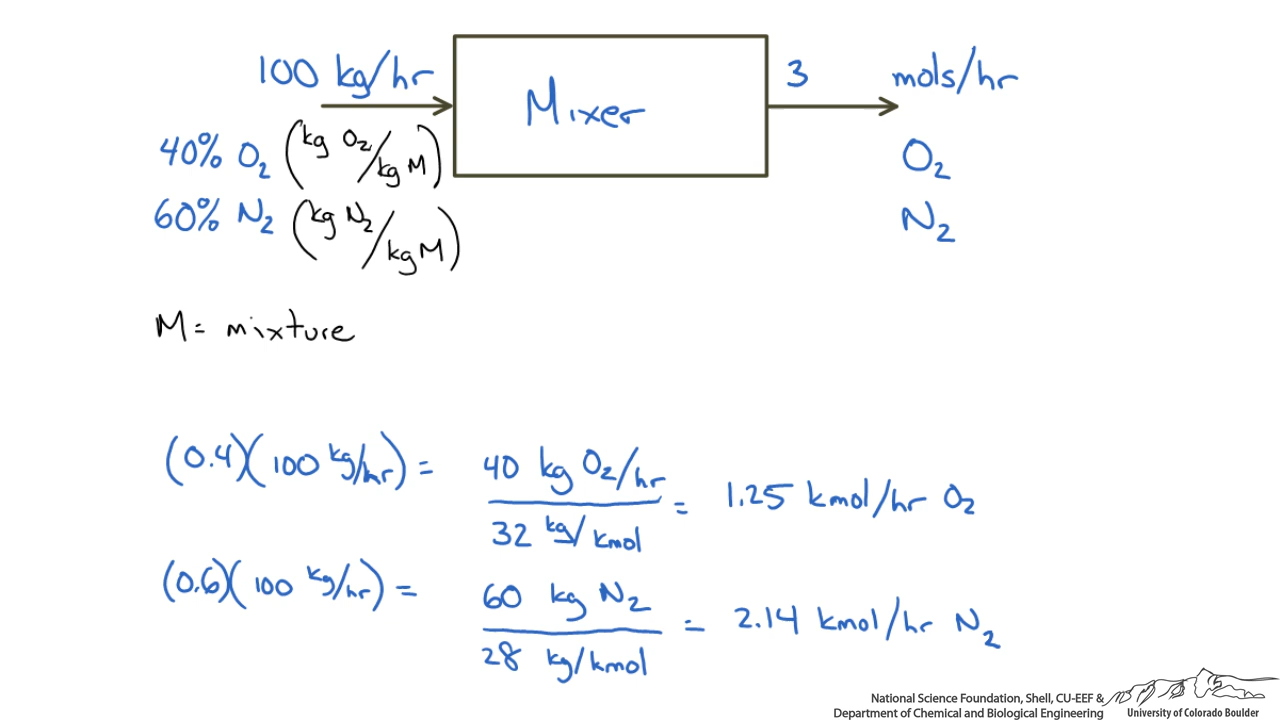 100 kg/hr
Mixer
3 mols/hr
40% O₂ (kg O₂/kg M)
O₂
60% N₂ (kg N₂/kg M)
N₂
M = mixture
(0.4)(100 kg/hr) = 40 kg O₂/hr / 32 kg/kmol = 1.25 kmol/hr O₂
(0.6)(100 kg/hr) = 60 kg N₂ / 28 kg/kmol = 2.14 kmol/hr N₂
National Science Foundation, Shell, CU-EEF &
Department of Chemical and Biological Engineering
University of Colorado Boulder